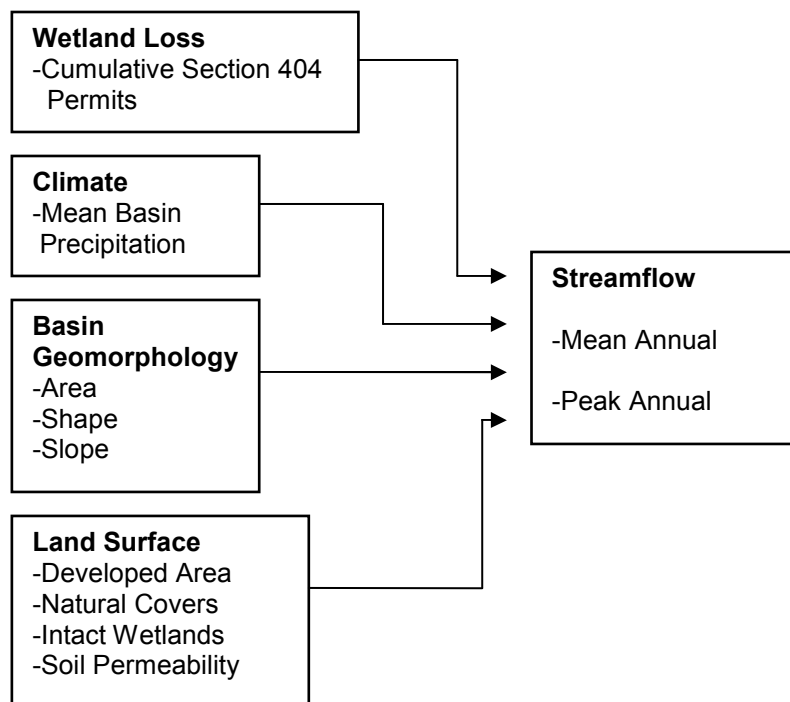 Wetland Loss
-Cumulative Section 404
Permits
Climate
-Mean Basin
Precipitation
Basin
Geomorphology
-Area
-Shape
-Slope
Land Surface
-Developed Area
-Natural Covers
-Intact Wetlands
-Soil Permeability
Streamflow
-Mean Annual
-Peak Annual